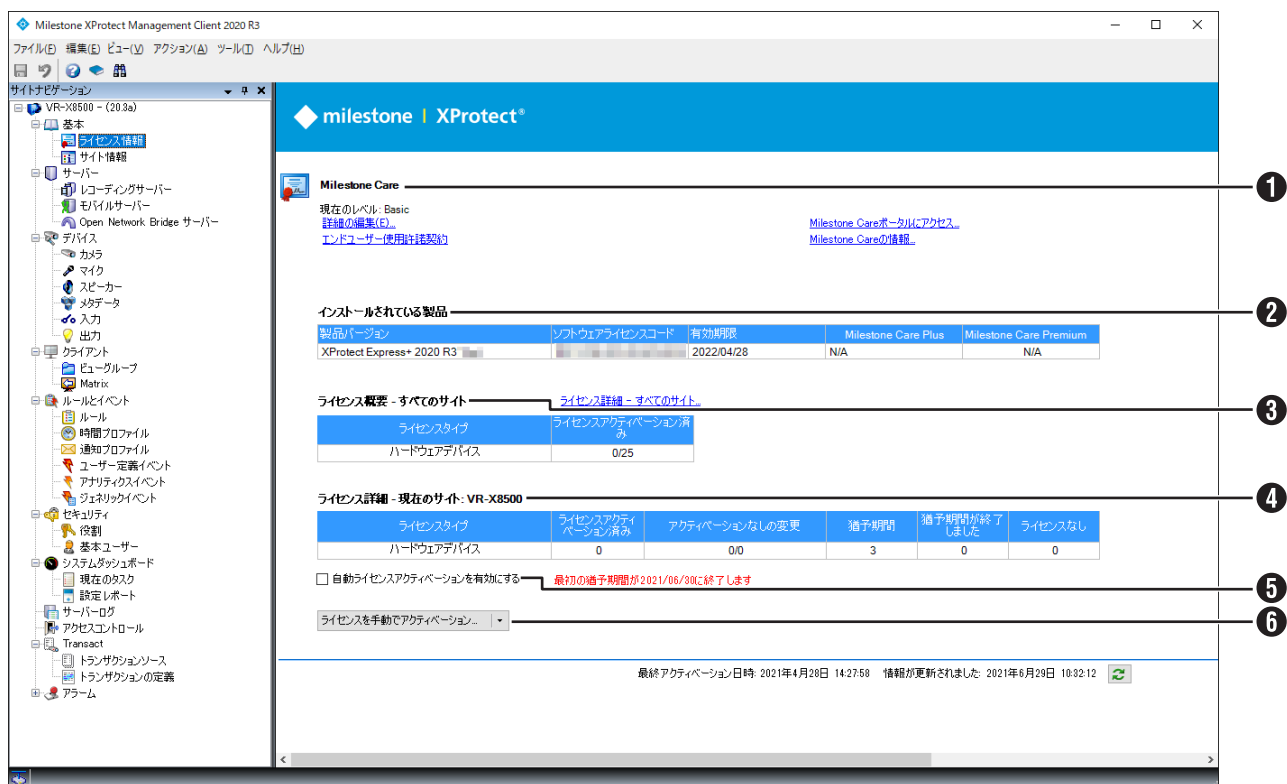 Milestone XProtect Management Client 2020 R3
ファイル(F) 編集(E) ビュー(V) アクション(A) ツール(T) ヘルプ(H)
サイトナビゲーション
VR-X8500 - (20.3a)
基本
ライセンス情報
サイト情報
サーバー
レコーディングサーバー
モバイルサーバー
Open Network Bridge サーバー
デバイス
カメラ
マイク
スピーカー
メタデータ
入力
出力
クライアント
ビューグループ
Matrix
ルールとイベント
ルール
時間プロファイル
通知プロファイル
ユーザー定義イベント
アナリティクスイベント
ジェネリックイベント
セキュリティ
役割
基本ユーザー
システムダッシュボード
現在のタスク
設定レポート
サーバーログ
アクセスコントロール
Transact
トランザクションソース
トランザクションの定義
アラーム
milestone | XProtect®
Milestone Care ❶
現在のレベル: Basic
詳細の編集(E)... Milestone Careポータルにアクセス...
エンドユーザー使用許諾契約 Milestone Careの情報...
インストールされている製品 ❷
製品バージョン ソフトウェアライセンスコード 有効期限 Milestone Care Plus Milestone Care Premium
XProtect Express+ 2020 R3 2022/04/28 N/A N/A
ライセンス概要 - すべてのサイト ライセンス詳細 - すべてのサイト... ❸
ライセンスタイプ ライセンスアクティベーション済み
ハードウェアデバイス 0/25
ライセンス詳細 - 現在のサイト: VR-X8500 ❹
ライセンスタイプ ライセンスアクティベーション済み アクティベーションなしの変更 猶予期間 猶予期間が終了しました ライセンスなし
ハードウェアデバイス 0 0/0 3 0 0
自動ライセンスアクティベーションを有効にする 最初の猶予期間が2021/06/30に終了します ❺
ライセンスを手動でアクティベーション... ❻
最終アクティベーション日時: 2021年4月28日 14:27:58 情報が更新されました: 2021年6月29日 10:32:12